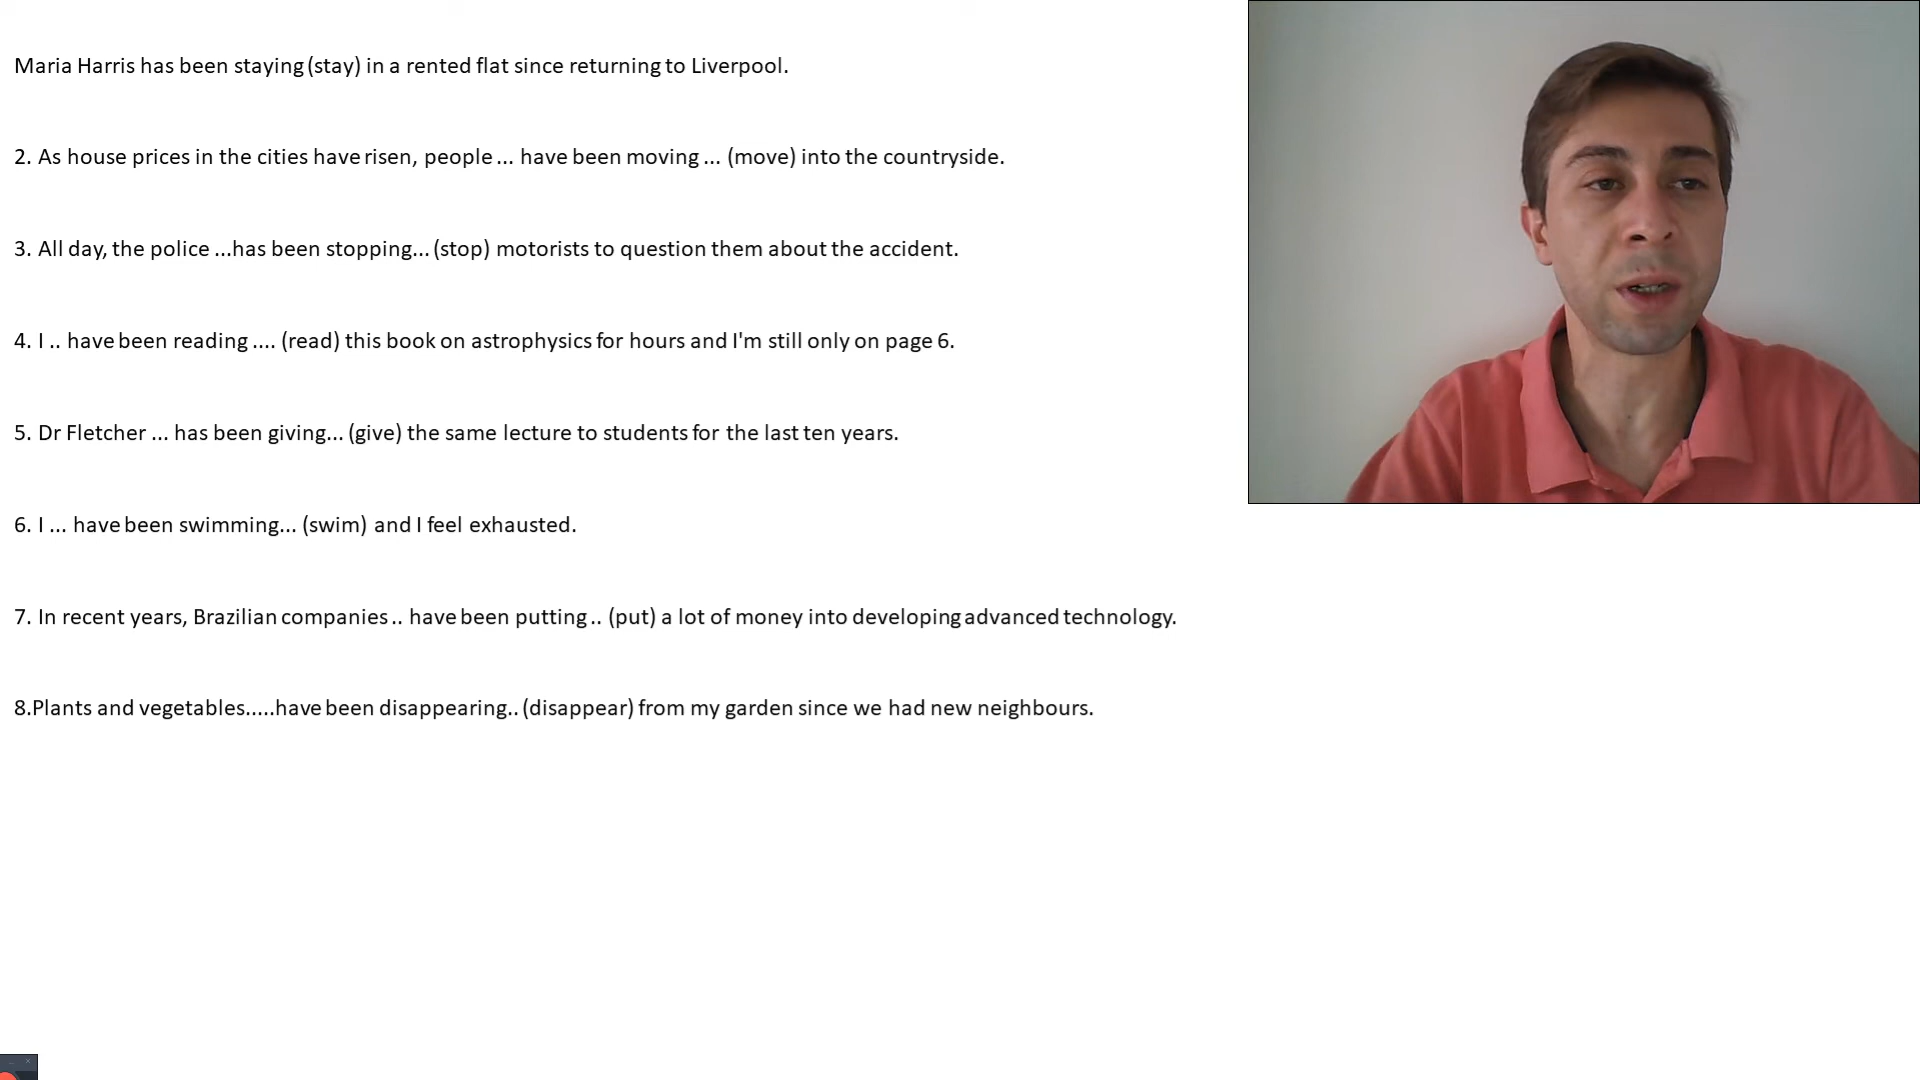 Maria Harris has been staying (stay) in a rented flat since returning to Liverpool.
2. As house prices in the cities have risen, people ... have been moving ... (move) into the countryside.
3. All day, the police ...has been stopping... (stop) motorists to question them about the accident.
4. I .. have been reading .... (read) this book on astrophysics for hours and I'm still only on page 6.
5. Dr Fletcher ... has been giving... (give) the same lecture to students for the last ten years.
6. I ... have been swimming... (swim) and I feel exhausted.
7. In recent years, Brazilian companies .. have been putting .. (put) a lot of money into developing advanced technology.
8.Plants and vegetables.....have been disappearing.. (disappear) from my garden since we had new neighbours.